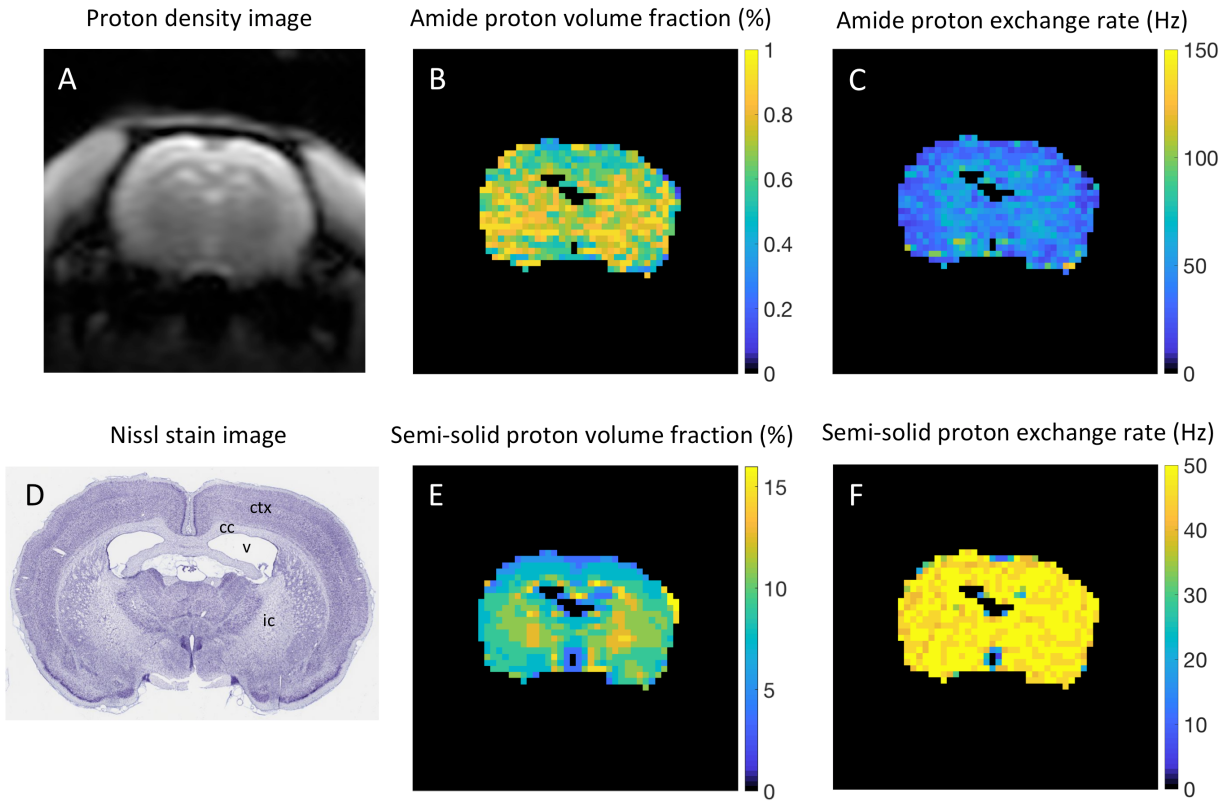 Proton density image
Amide proton volume fraction (%)
Amide proton exchange rate (Hz)
A
B
1
0.8
0.6
0.4
0.2
0
C
150
100
50
0
Nissl stain image
Semi-solid proton volume fraction (%)
Semi-solid proton exchange rate (Hz)
D
ctx
cc
v
ic
E
15
10
5
0
F
50
40
30
20
10
0